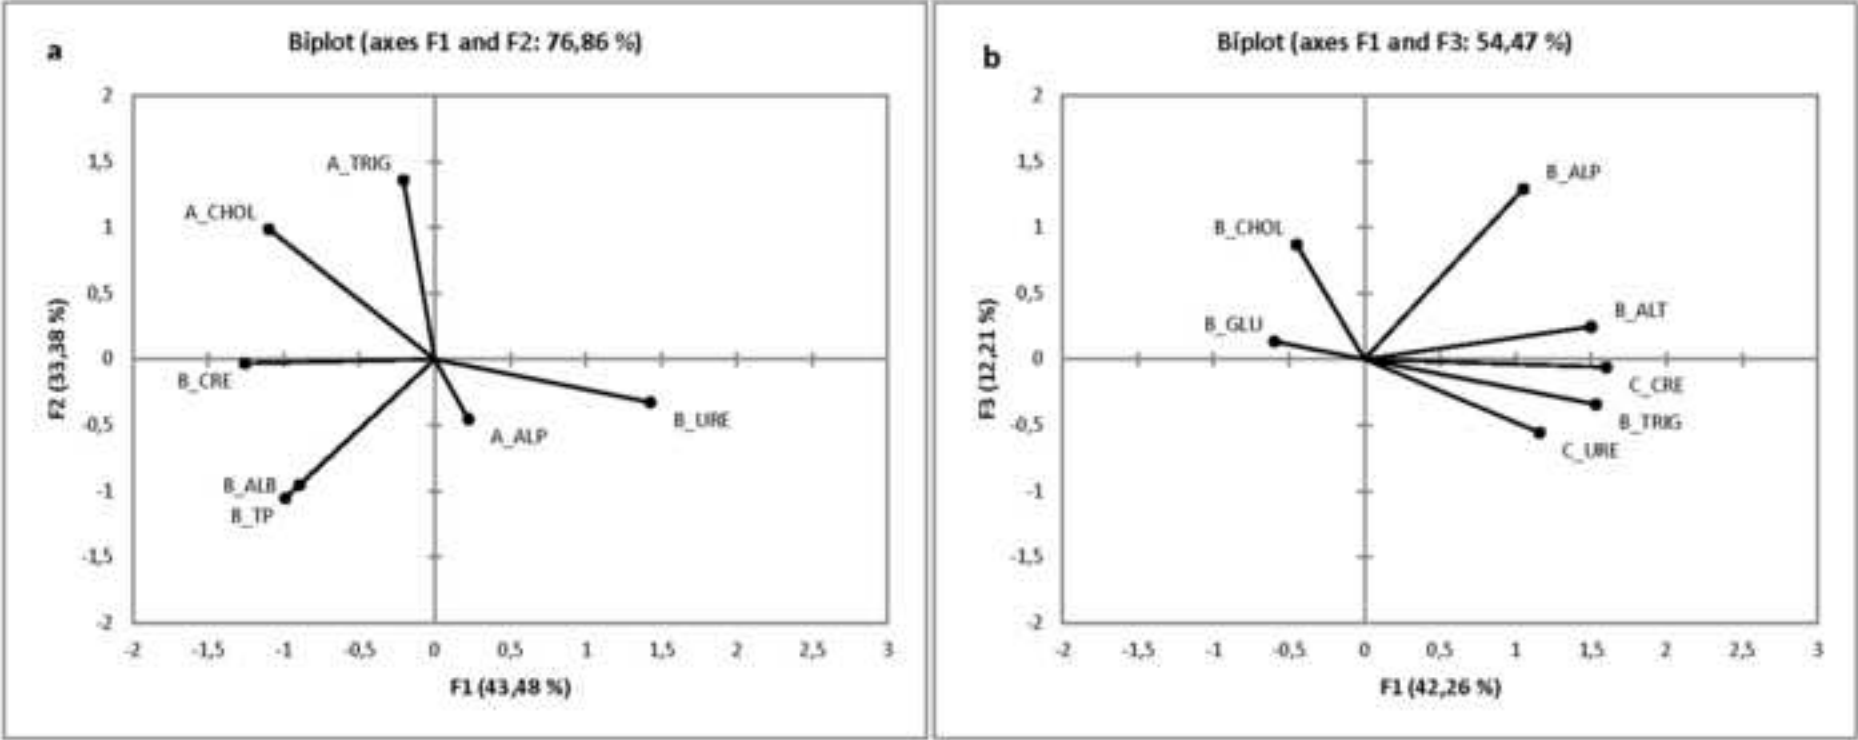 a
Biplot (axes F1 and F2: 76,86 %)
2
1,5
1
0,5
0
-0,5
-1
-1,5
-2
F2 (33,38 %)
A_TRIG
A_CHOL
B_CRE
B_URE
A_ALP
B_ALB
B_TP
-2 -1,5 -1 -0,5 0 0,5 1 1,5 2 2,5 3
F1 (43,48 %)
b
Biplot (axes F1 and F3: 54,47 %)
2
1,5
1
0,5
0
-0,5
-1
-1,5
-2
F3 (12,21 %)
B_ALP
B_CHOL
B_ALT
B_GLU
C_CRE
B_TRIG
C_URE
-2 -1,5 -1 -0,5 0 0,5 1 1,5 2 2,5 3
F1 (42,26 %)